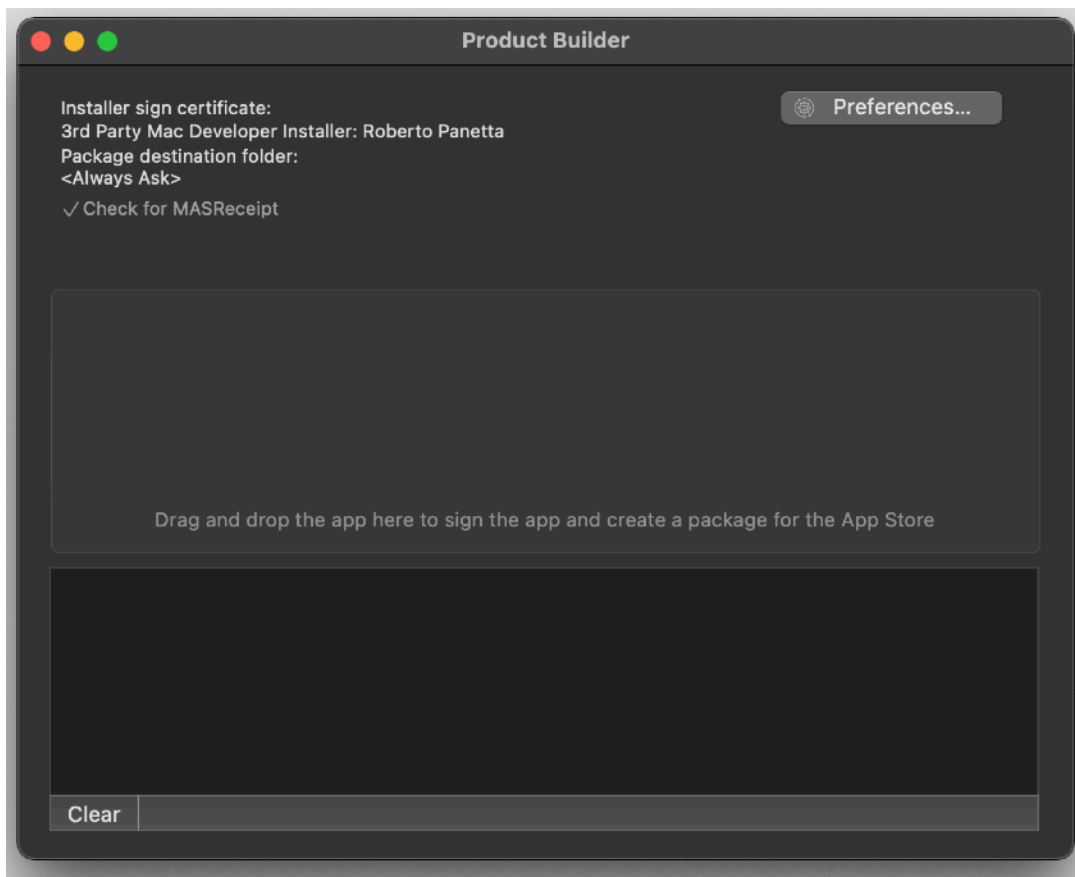 Product Builder
Installer sign certificate:
Preferences...
3rd Party Mac Developer Installer: Roberto Panetta
Package destination folder:
<Always Ask>
Check for MASReceipt
Drag and drop the app here to sign the app and create a package for the App Store
Clear